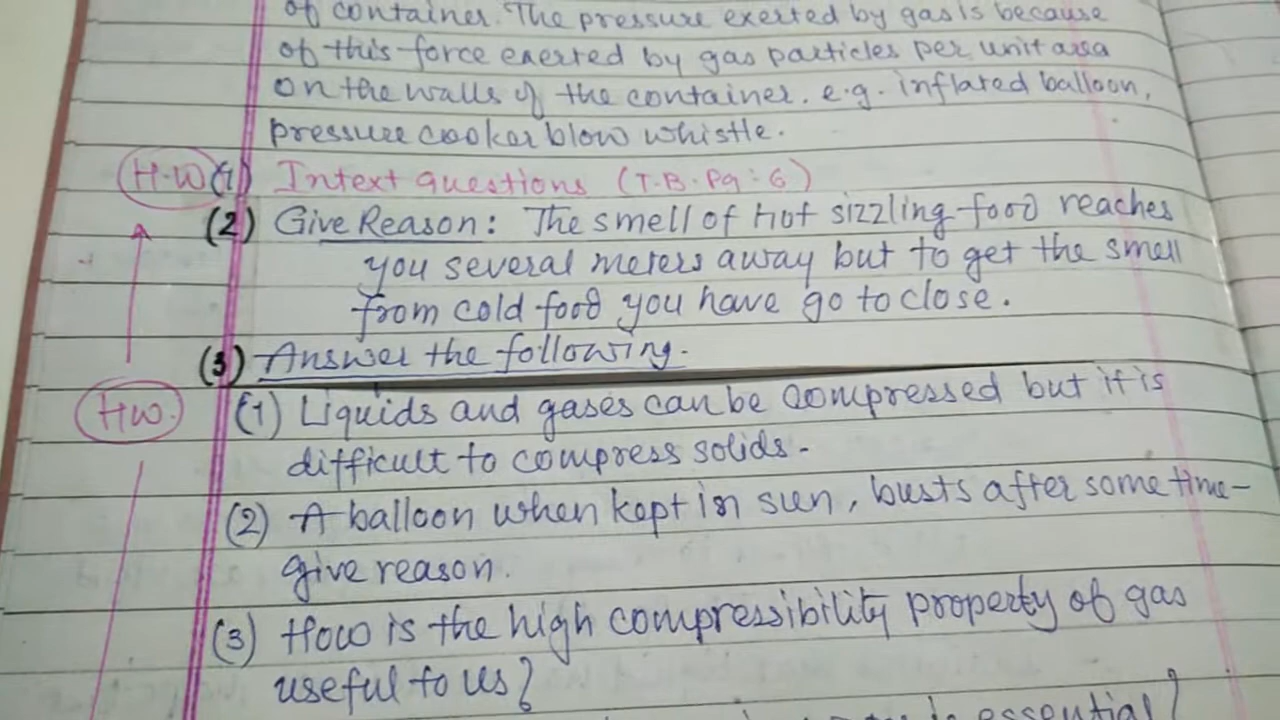 of container. The pressure exerted by gas is because
of this force exerted by gas particles per unit area
on the walls of the container. e.g. inflated balloon,
pressure cooker blow whistle.
H.W (1) Intext questions (T.B. Pg: 6)
(2) Give Reason: The smell of hot sizzling food reaches
you several meters away but to get the smell
from cold food you have go to close.
(3) Answer the following.
HW.
(1) Liquids and gases can be compressed but it is
difficult to compress solids.
(2) A balloon when kept in sun, busts after some time-
give reason.
(3) How is the high compressibility property of gas
useful to us?
essential?